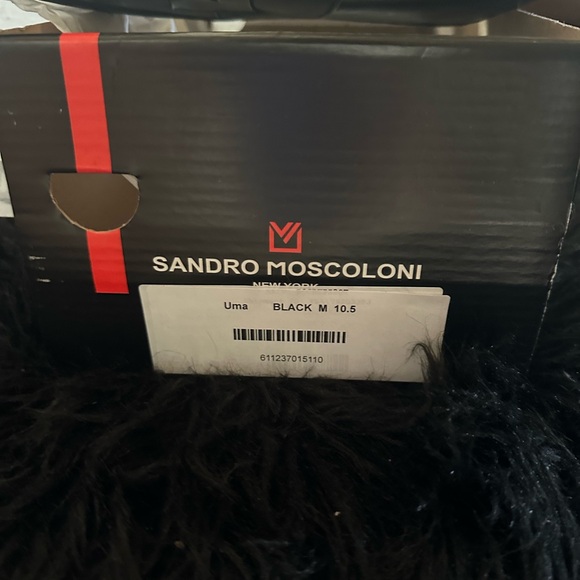 SANDRO MOSCOLONI
NEW YORK
Uma BLACK M 10.5
611237015110